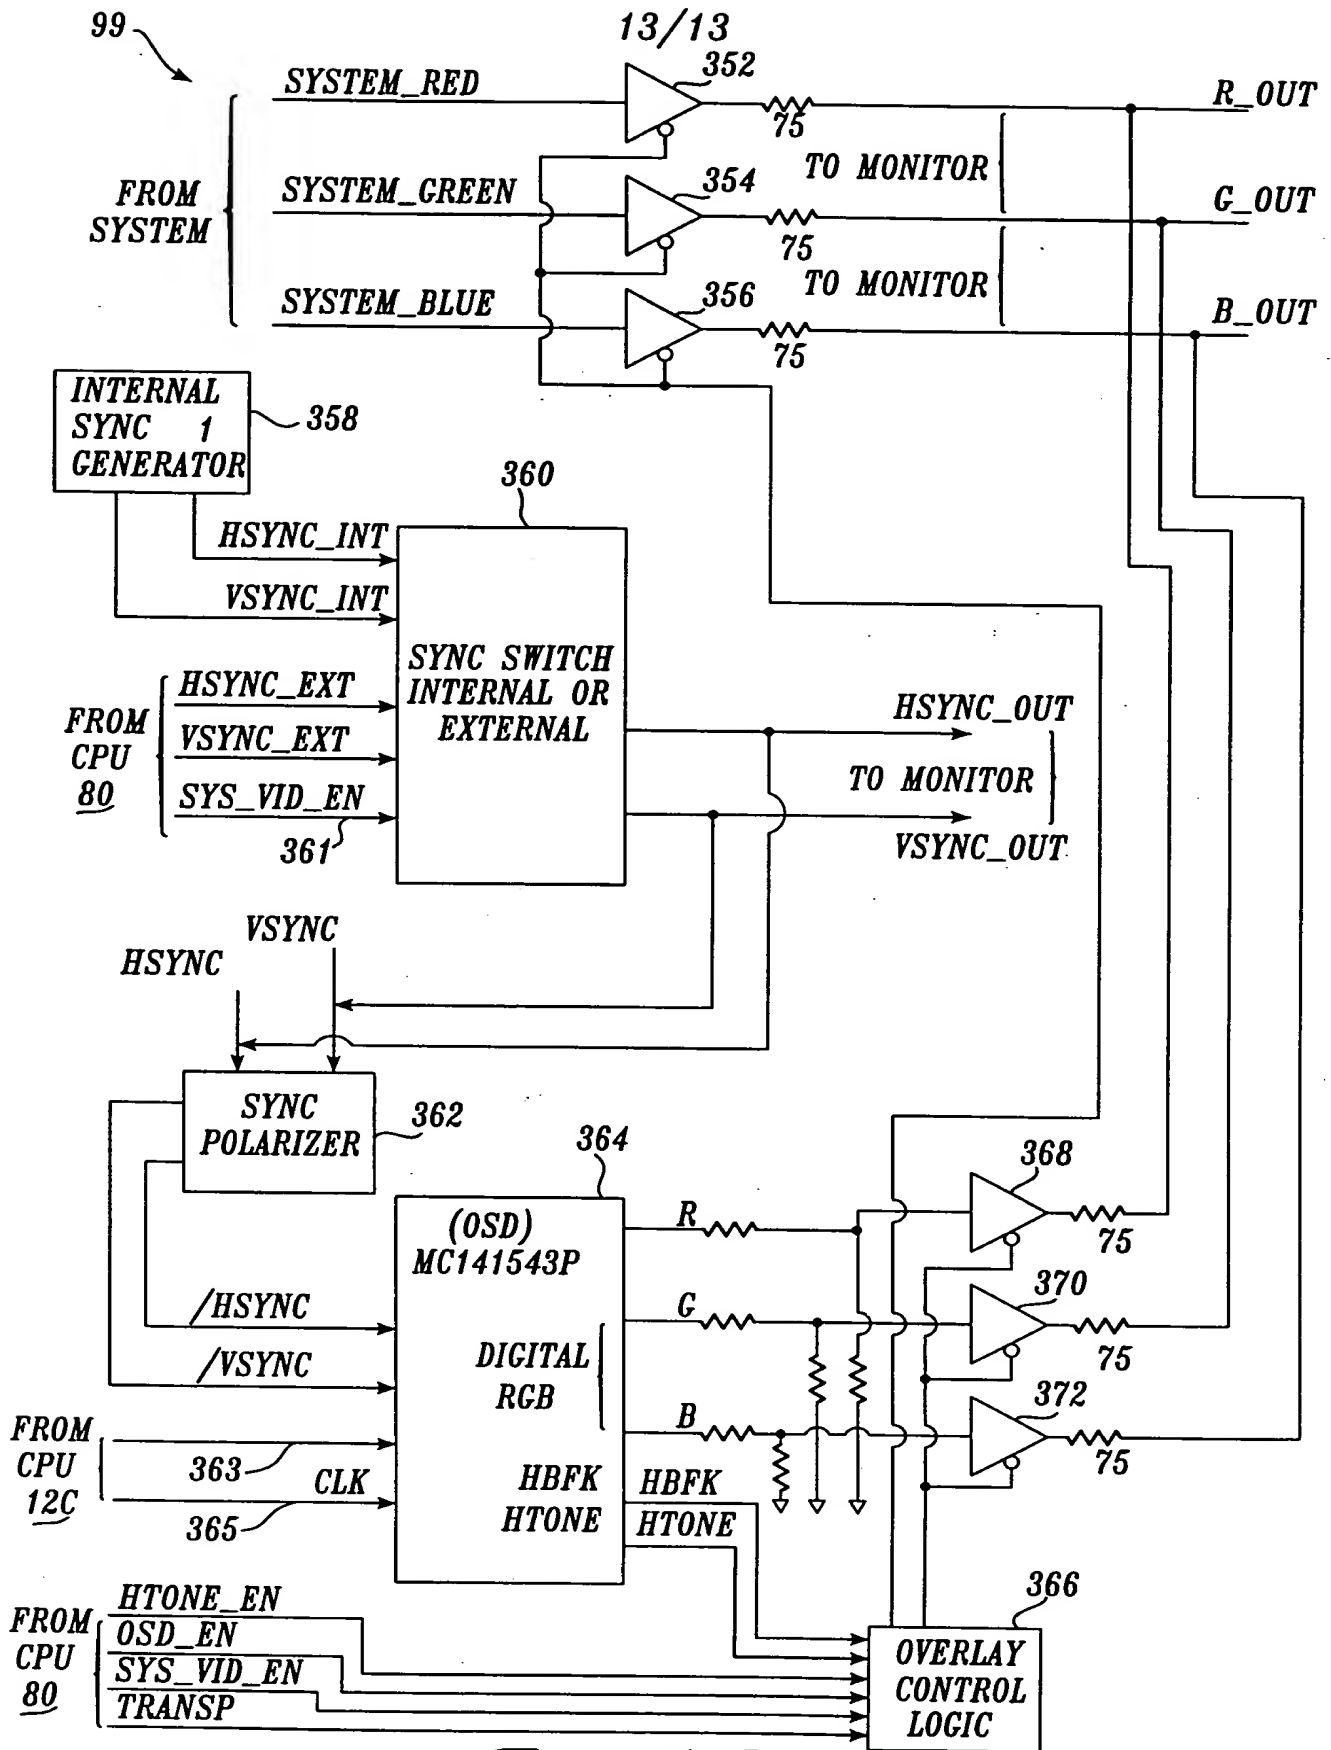 13/13
99
352
SYSTEM_RED
R_OUT
75
TO MONITOR
FROM
SYSTEM
SYSTEM_GREEN
354
G_OUT
75
TO MONITOR
SYSTEM_BLUE
356
B_OUT
75
INTERNAL
SYNC 1
GENERATOR
358
360
HSYNC_INT
VSYNC_INT
SYNC SWITCH
INTERNAL OR
EXTERNAL
FROM
CPU
80
HSYNC_EXT
VSYNC_EXT
SYS_VID_EN
361
HSYNC_OUT
TO MONITOR
VSYNC_OUT
VSYNC
HSYNC
SYNC
POLARIZER
362
364
(OSD)
MC141543P
R
368
75
/HSYNC
G
370
75
DIGITAL
RGB
/VSYNC
B
372
75
FROM
CPU
12C
363
CLK
365
HBFK
HTONE
HBFK
HTONE
366
FROM
CPU
80
HTONE_EN
OSD_EN
SYS_VID_EN
TRANSP
OVERLAY
CONTROL
LOGIC